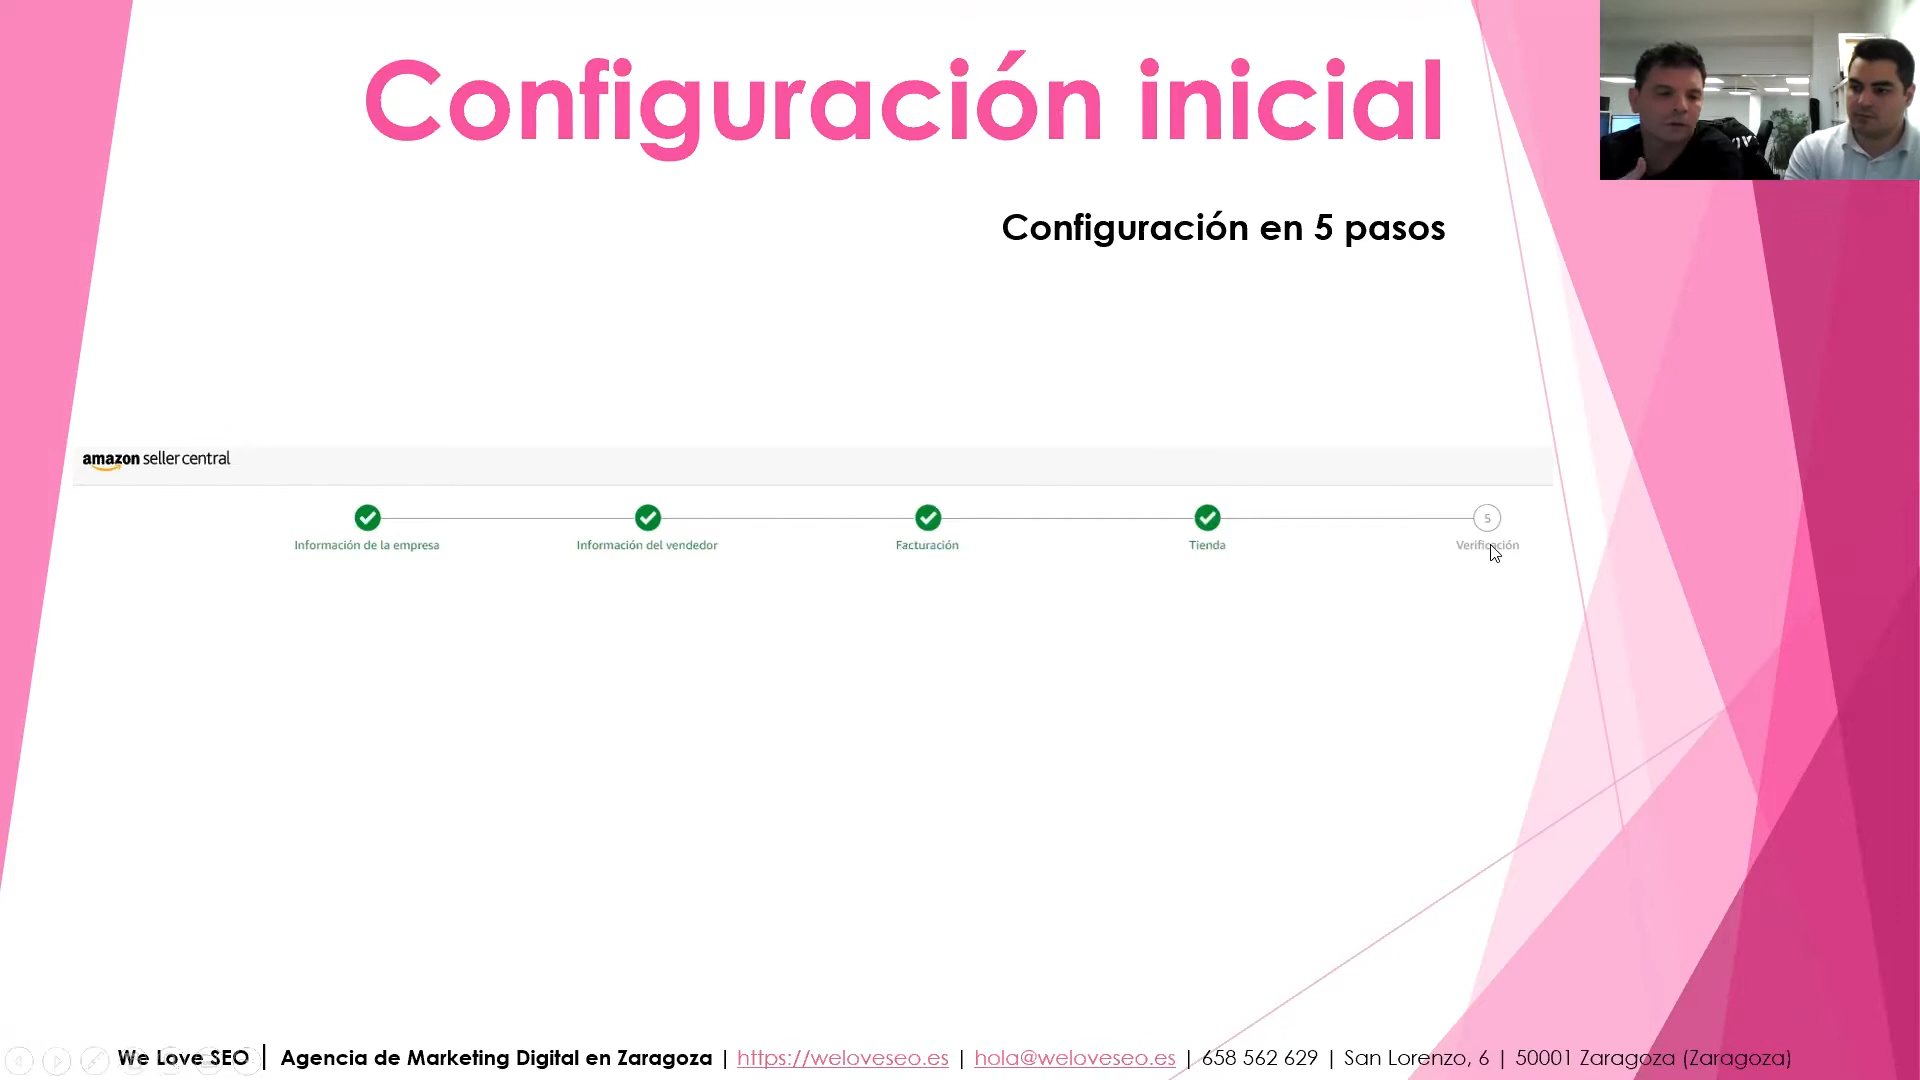 Configuración inicial
Configuración en 5 pasos
amazon seller central
5
Información de la empresa
Información del vendedor
Facturación
Tienda
Verificación
We Love SEO | Agencia de Marketing Digital en Zaragoza | https://weloveseo.es | hola@weloveseo.es | 658 562 629 | San Lorenzo, 6 | 50001 Zaragoza (Zaragoza)